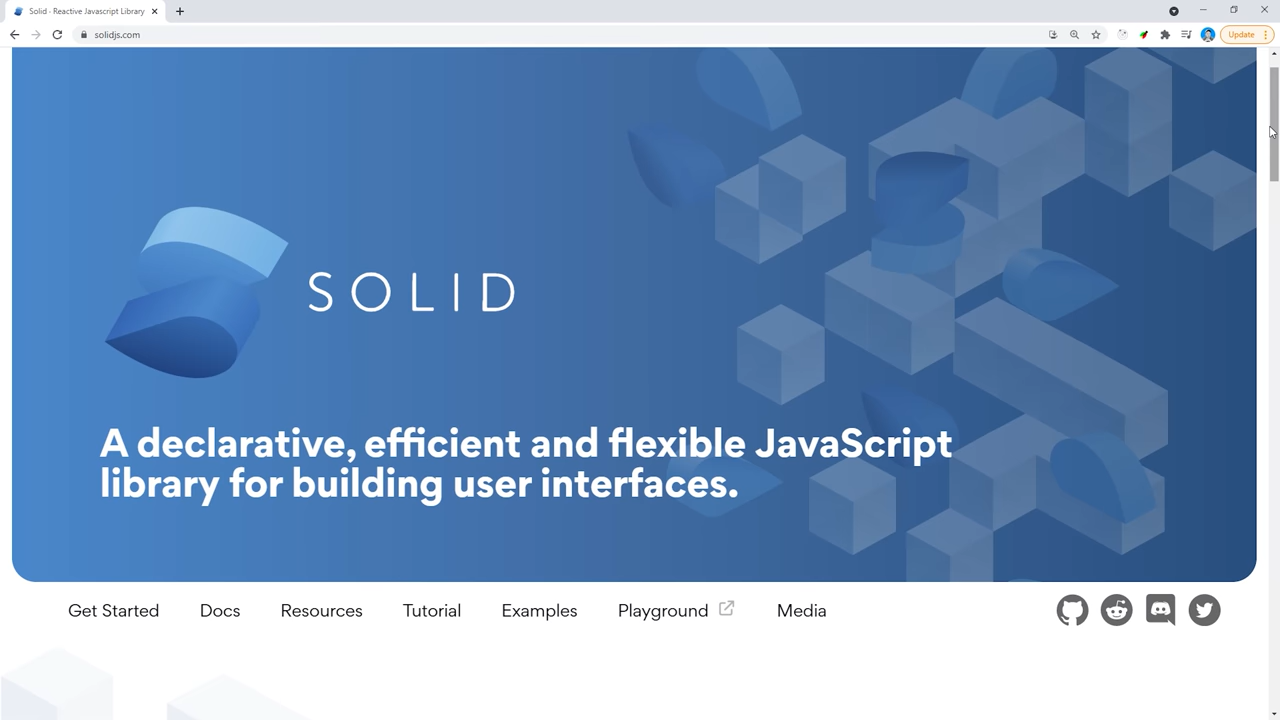 Solid - Reactive Javascript Library
solidjs.com
Update
SOLID
A declarative, efficient and flexible JavaScript
library for building user interfaces.
Get Started Docs Resources Tutorial Examples Playground Media